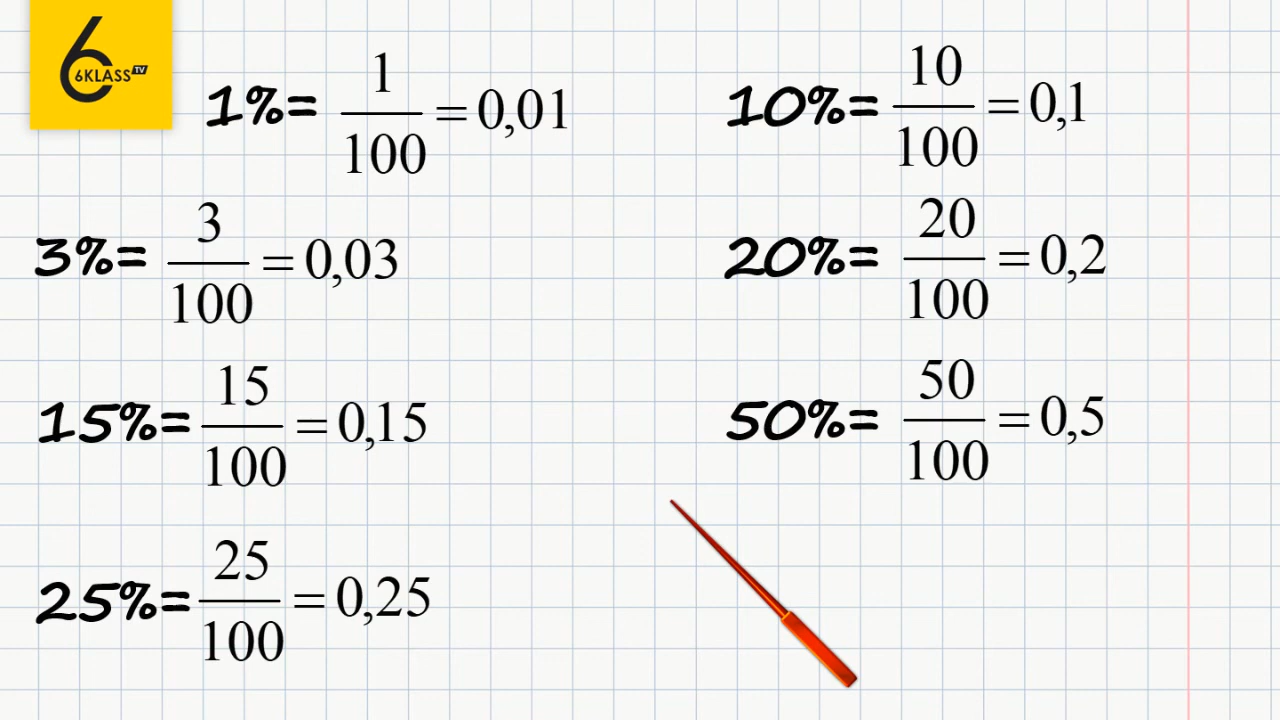 6KLASS TV
1%= 1/100 = 0,01
3%= 3/100 = 0,03
15%= 15/100 = 0,15
25%= 25/100 = 0,25
10%= 10/100 = 0,1
20%= 20/100 = 0,2
50%= 50/100 = 0,5